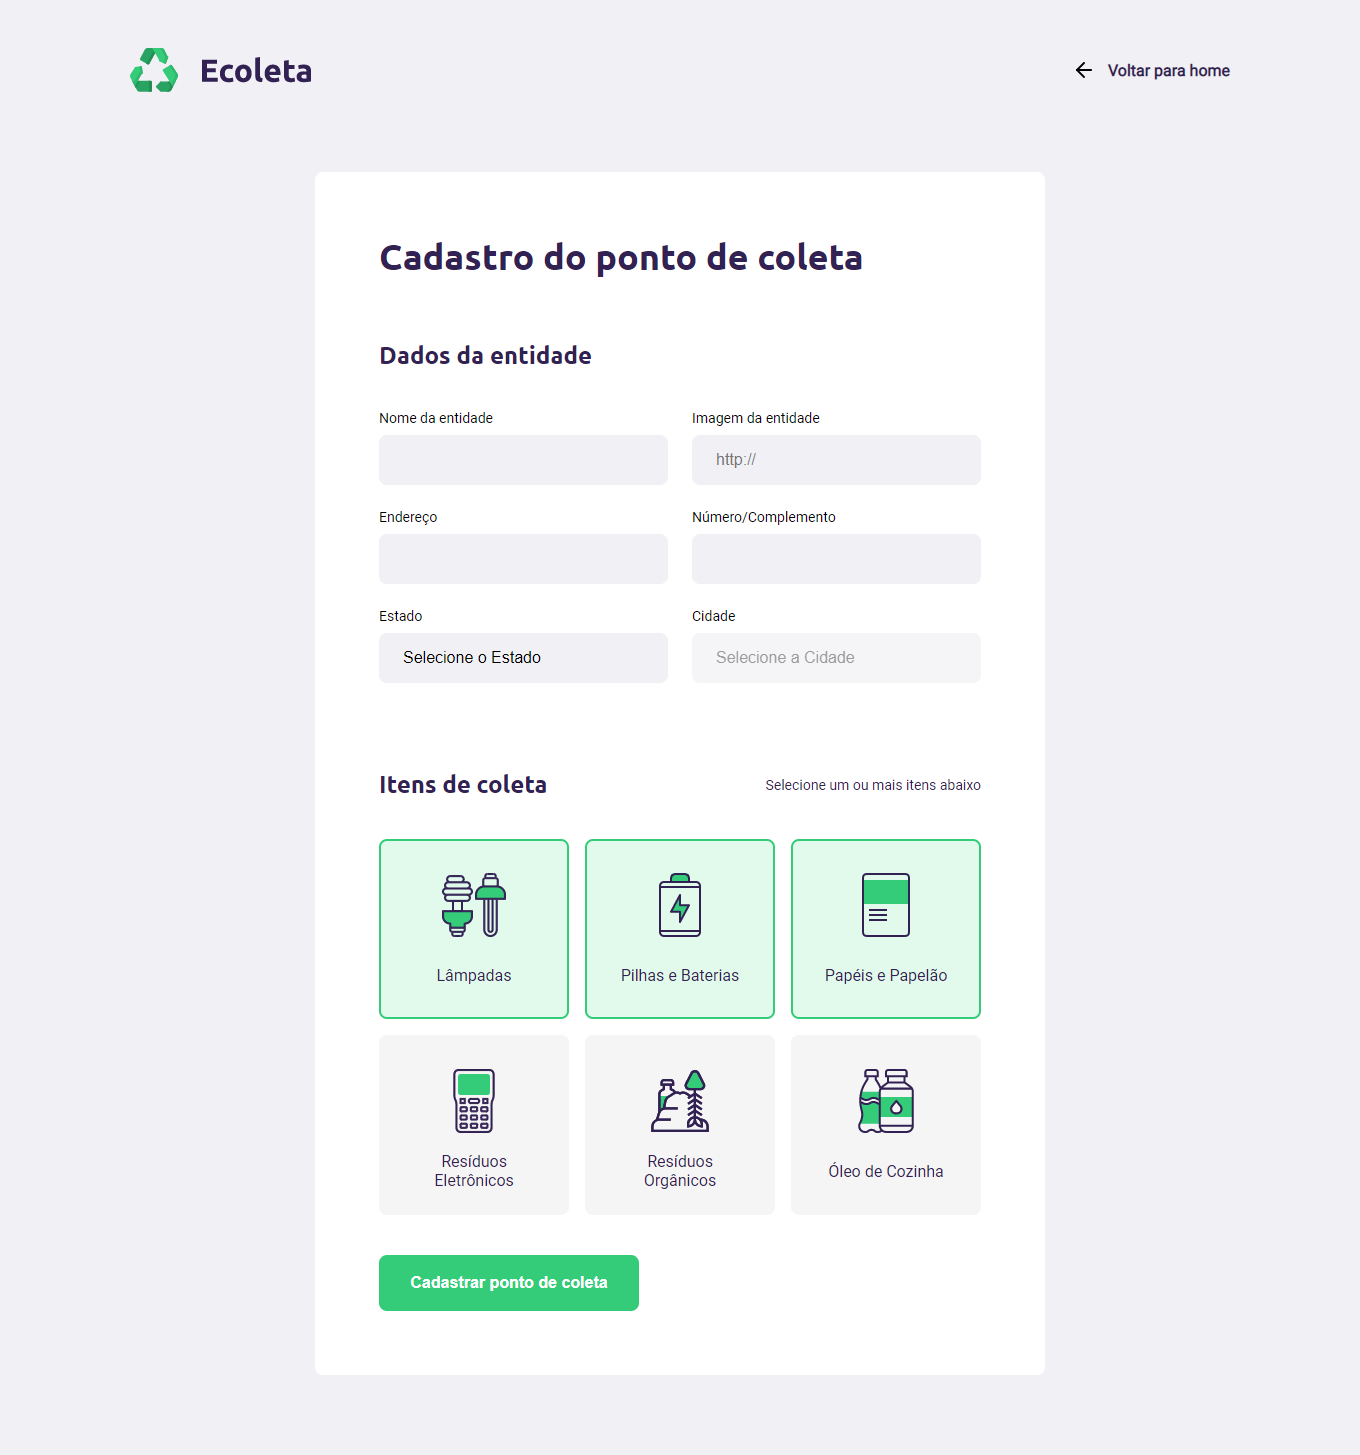 Ecoleta
Voltar para home
Cadastro do ponto de coleta
Dados da entidade
Nome da entidade
Imagem da entidade
http://
Endereço
Número/Complemento
Estado
Cidade
Selecione o Estado
Selecione a Cidade
Itens de coleta
Selecione um ou mais itens abaixo
Lâmpadas
Pilhas e Baterias
Papéis e Papelão
Resíduos
Eletrônicos
Resíduos
Orgânicos
Óleo de Cozinha
Cadastrar ponto de coleta